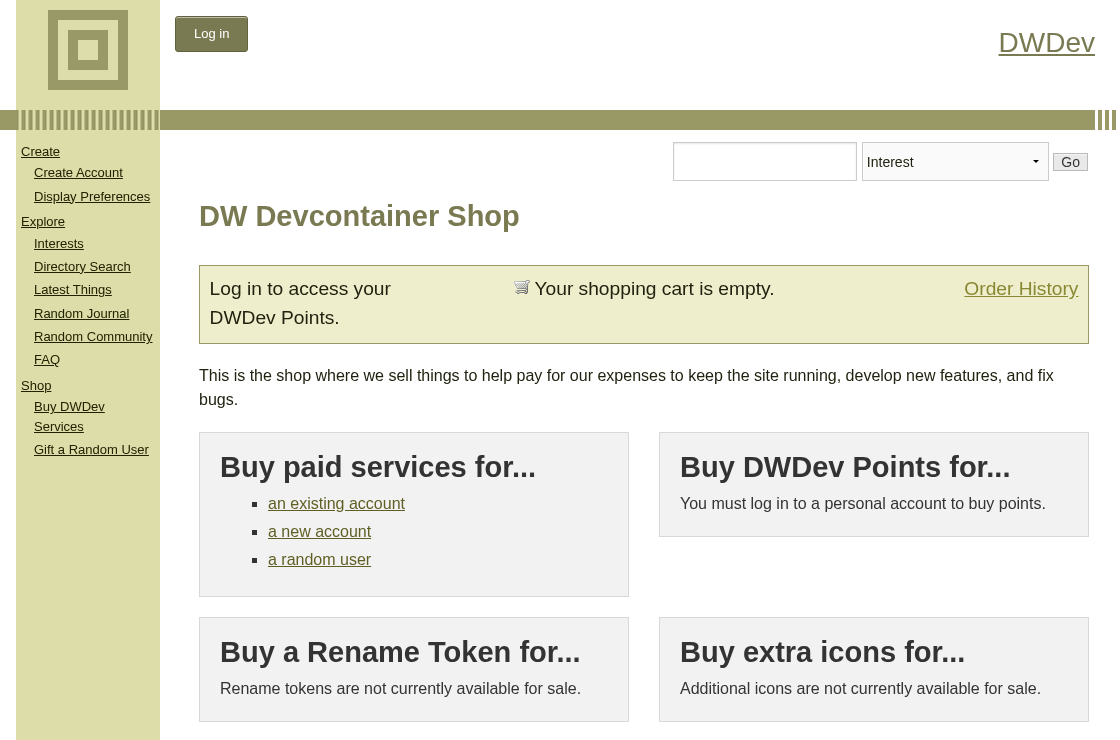 Log in
DWDev
Create
Create Account
Display Preferences
Explore
Interests
Directory Search
Latest Things
Random Journal
Random Community
FAQ
Shop
Buy DWDev
Services
Gift a Random User
Interest
Go
DW Devcontainer Shop
Log in to access your
DWDev Points.
Your shopping cart is empty.
Order History
This is the shop where we sell things to help pay for our expenses to keep the site running, develop new features, and fix
bugs.
Buy paid services for...
an existing account
a new account
a random user
Buy DWDev Points for...
You must log in to a personal account to buy points.
Buy a Rename Token for...
Rename tokens are not currently available for sale.
Buy extra icons for...
Additional icons are not currently available for sale.